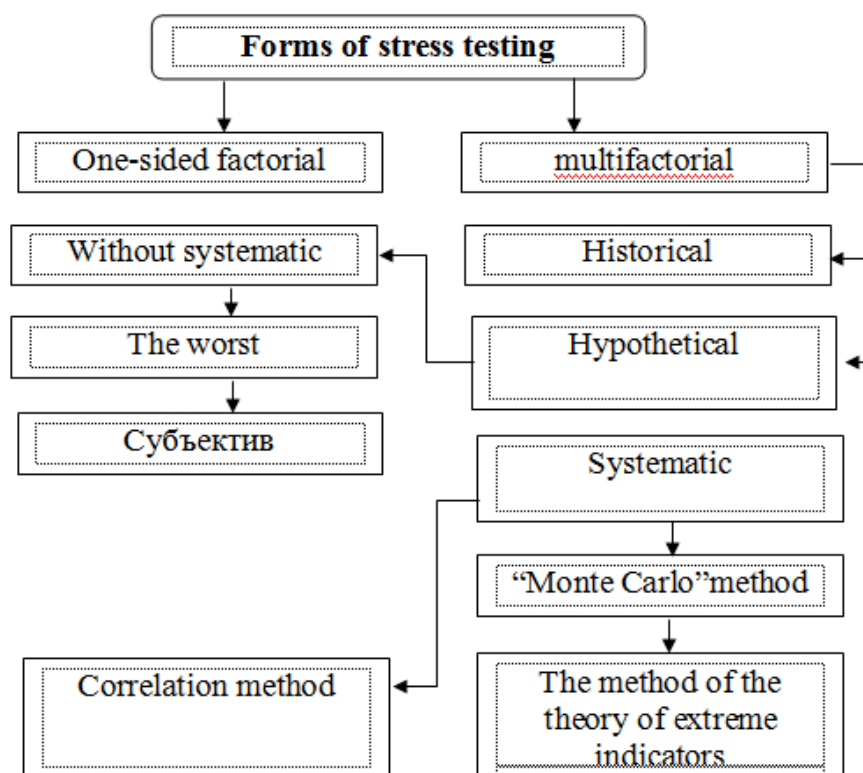 Forms of stress testing
One-sided factorial
multifactorial
Without systematic
Historical
The worst
Hypothetical
Субъектив
Systematic
“Monte Carlo”method
Correlation method
The method of the
theory of extreme
indicators